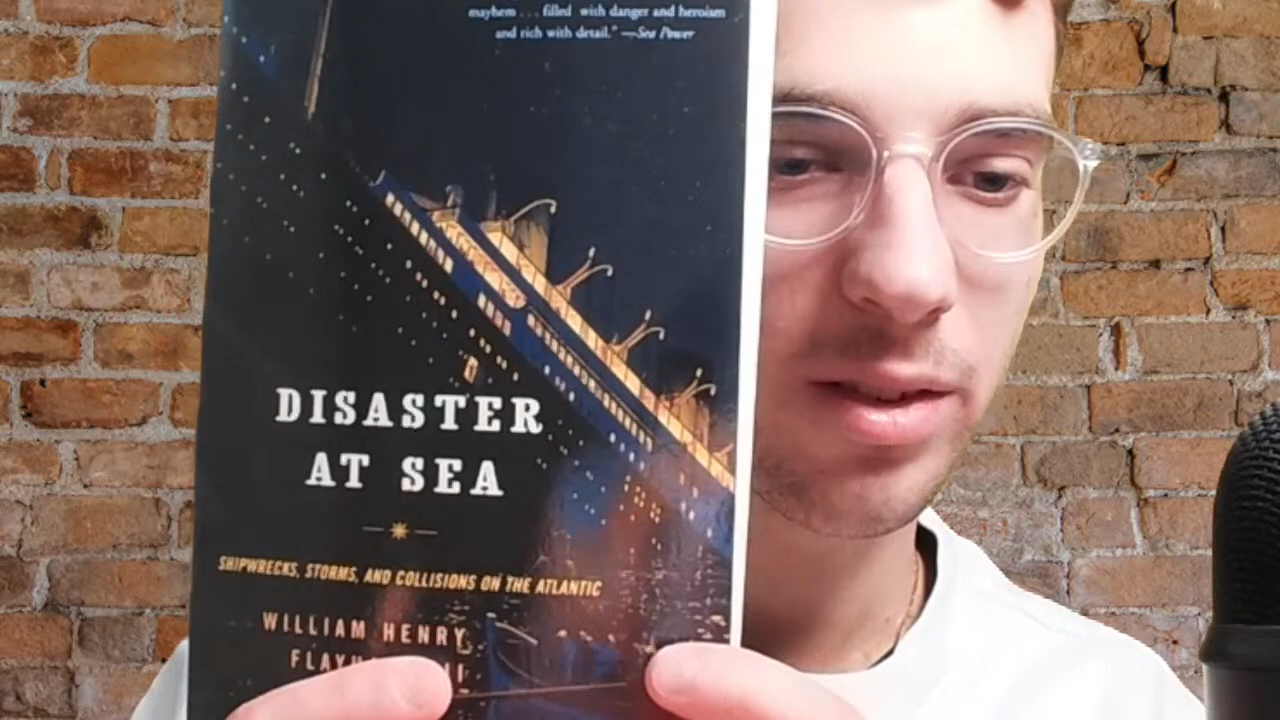 mayhem . . . filled with danger and heroism
and rich with detail." —Sea Power
DISASTER
AT SEA
SHIPWRECKS, STORMS, AND COLLISIONS ON THE ATLANTIC
WILLIAM HENRY